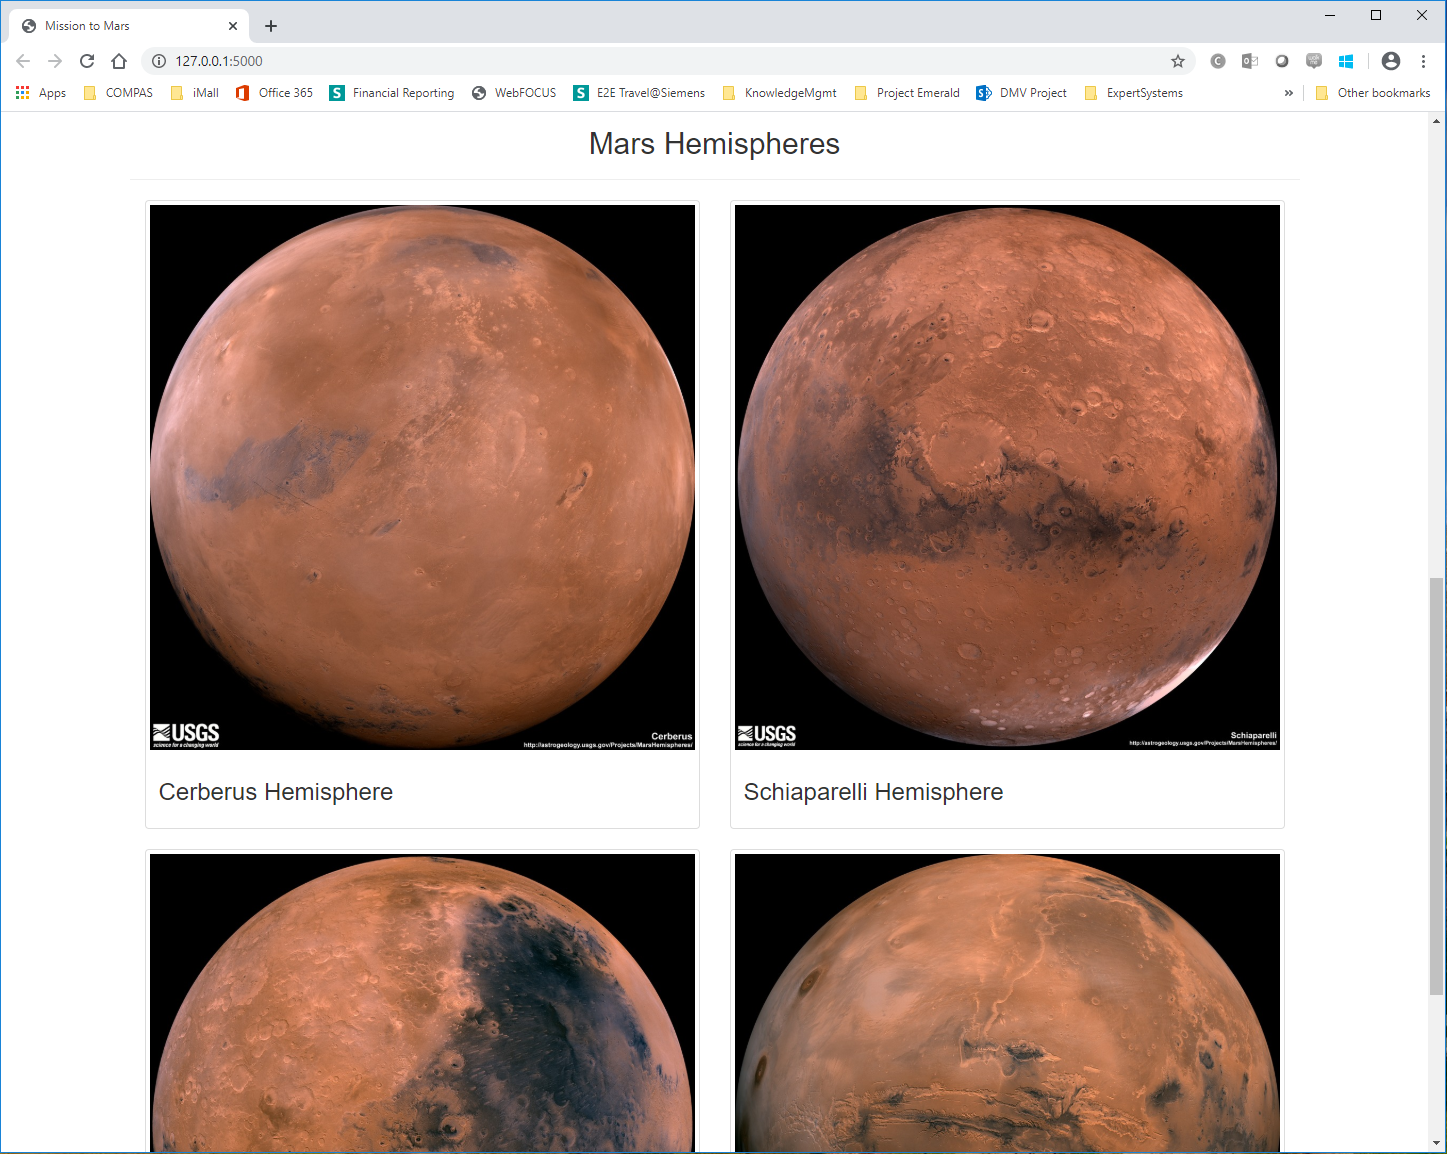 Mission to Mars
127.0.0.1:5000
Apps COMPAS iMall Office 365 Financial Reporting WebFOCUS E2E Travel@Siemens KnowledgeMgmt Project Emerald DMV Project ExpertSystems » Other bookmarks
Mars Hemispheres
USGS
science for a changing world
Cerberus
http://astrogeology.usgs.gov/Projects/MarsHemispheres/
USGS
science for a changing world
Schiaparelli
http://astrogeology.usgs.gov/Projects/MarsHemispheres/
Cerberus Hemisphere
Schiaparelli Hemisphere